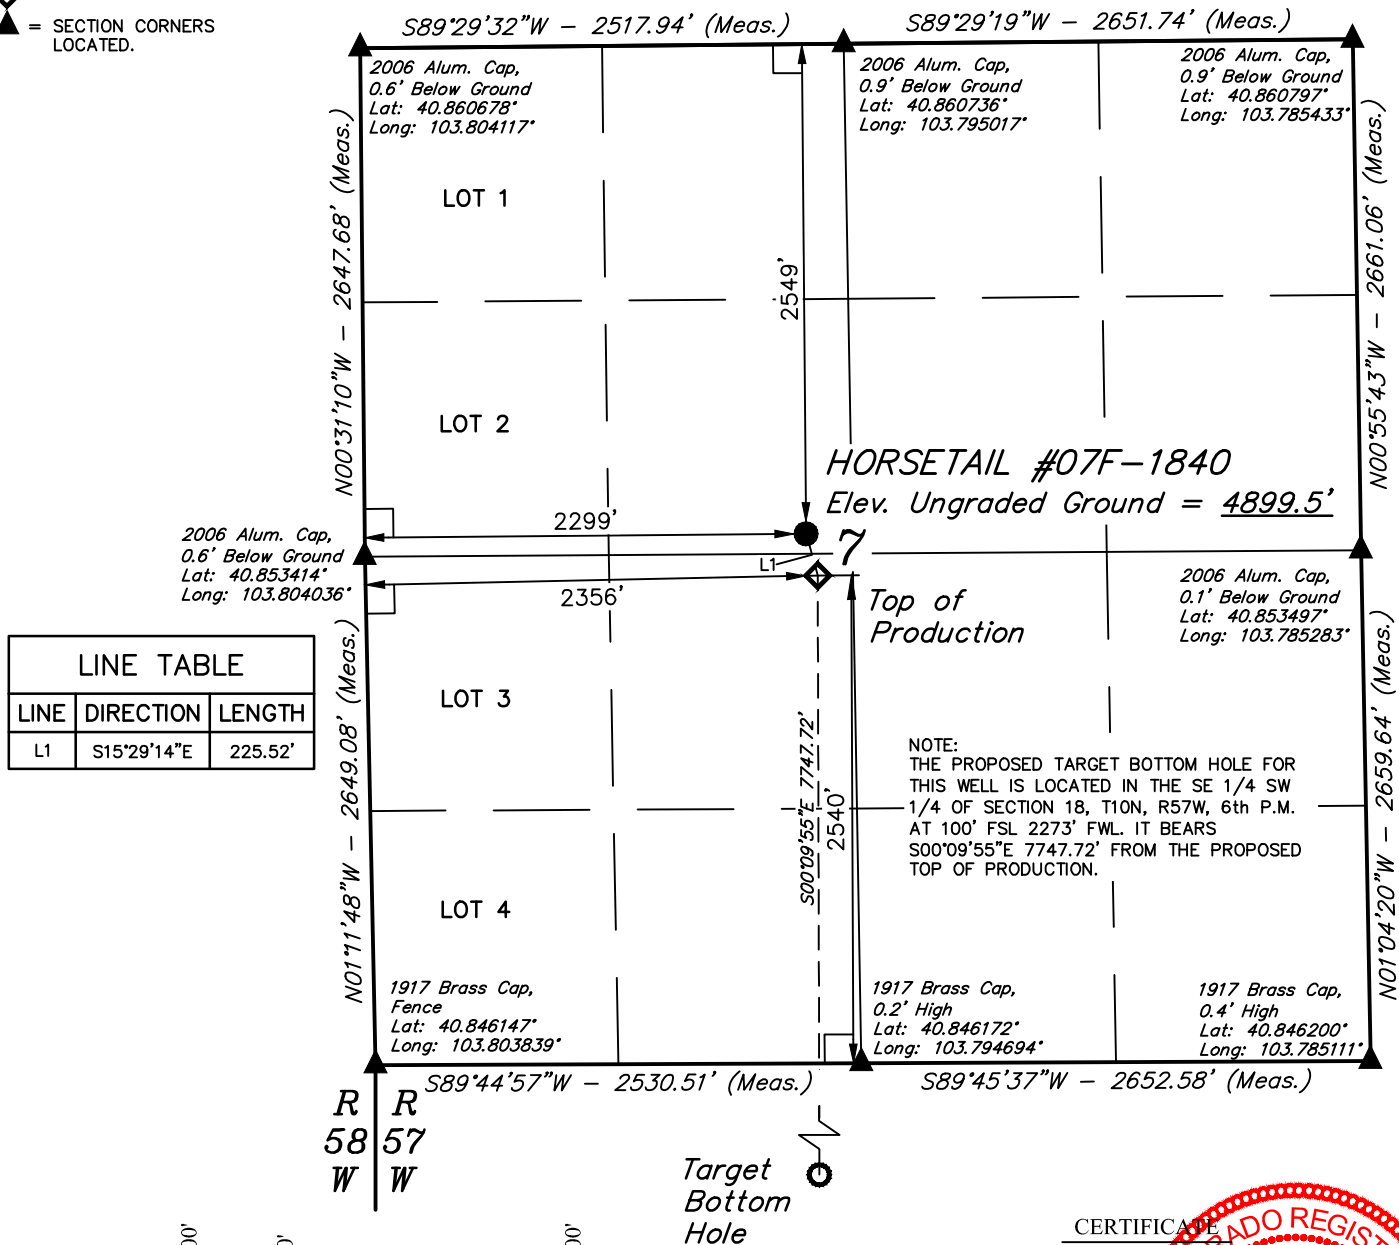 = SECTION CORNERS
LOCATED.
S89°29'32"W - 2517.94' (Meas.)
S89°29'19"W - 2651.74' (Meas.)
2006 Alum. Cap,
0.6' Below Ground
Lat: 40.860678°
Long: 103.804117°
2006 Alum. Cap,
0.9' Below Ground
Lat: 40.860736°
Long: 103.795017°
2006 Alum. Cap,
0.9' Below Ground
Lat: 40.860797°
Long: 103.785433°
N00°31'10"W - 2647.68' (Meas.)
N00°55'43"W - 2661.06' (Meas.)
LOT 1
2549'
LOT 2
HORSETAIL #07F-1840
Elev. Ungraded Ground = 4899.5'
2299'
7
2006 Alum. Cap,
0.6' Below Ground
Lat: 40.853414°
Long: 103.804036°
L1
2356'
Top of
Production
2006 Alum. Cap,
0.1' Below Ground
Lat: 40.853497°
Long: 103.785283°
LINE TABLE
LINE DIRECTION LENGTH
L1 S15°29'14"E 225.52'
N01°11'48"W - 2649.08' (Meas.)
N01°04'20"W - 2659.64' (Meas.)
LOT 3
S00°09'55"E 7747.72'
2540'
NOTE:
THE PROPOSED TARGET BOTTOM HOLE FOR
THIS WELL IS LOCATED IN THE SE 1/4 SW
1/4 OF SECTION 18, T10N, R57W, 6th P.M.
AT 100' FSL 2273' FWL. IT BEARS
S00°09'55"E 7747.72' FROM THE PROPOSED
TOP OF PRODUCTION.
LOT 4
1917 Brass Cap,
Fence
Lat: 40.846147°
Long: 103.803839°
1917 Brass Cap,
0.2' High
Lat: 40.846172°
Long: 103.794694°
1917 Brass Cap,
0.4' High
Lat: 40.846200°
Long: 103.785111°
S89°44'57"W - 2530.51' (Meas.)
S89°45'37"W - 2652.58' (Meas.)
R R
58 57
W W
Target
Bottom
Hole
CERTIFICATE